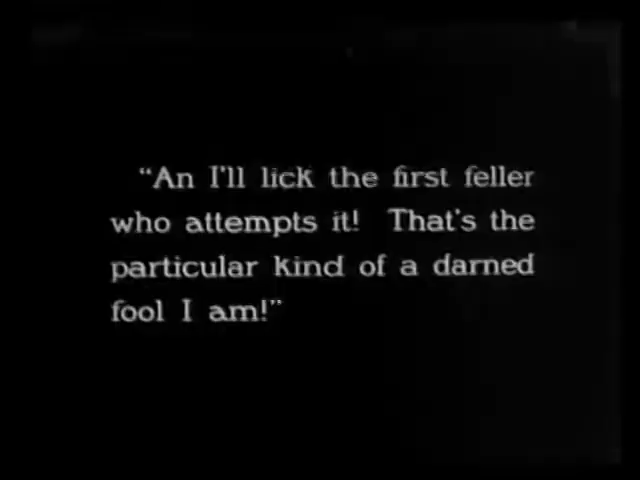 “An I'll lick the first feller
who attempts it! That's the
particular kind of a darned
fool I am!”